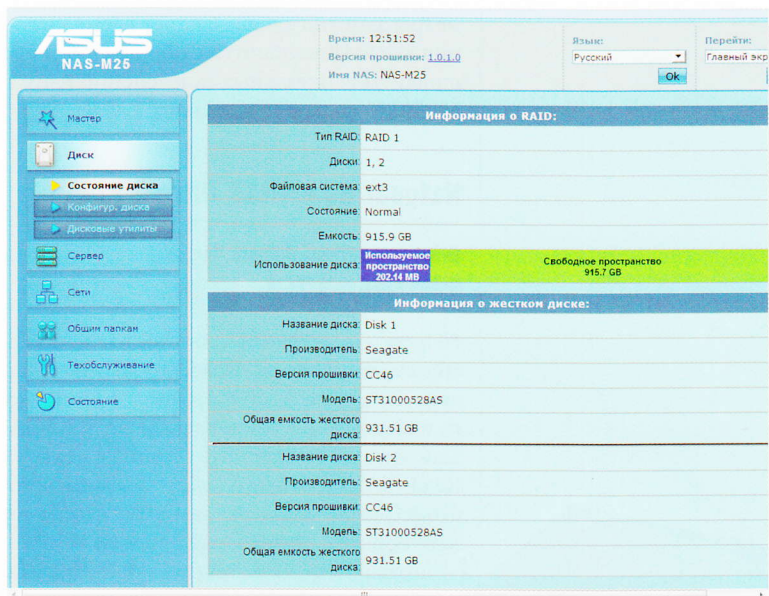 ASUS
NAS-M25
Время: 12:51:52
Версия прошивки: 1.0.1.0
Имя NAS: NAS-M25
Язык:
Русский
Ok
Перейти:
Главный экр
Мастер
Диск
Состояние диска
Конфигур. диска
Дисковые утилиты
Сервер
Сети
Общим папкам
Техобслуживание
Состояние
Информация о RAID:
Тип RAID: RAID 1
Диски: 1, 2
Файловая система: ext3
Состояние: Normal
Емкость: 915.9 GB
Использование диска:
Используемое
пространство
202.14 MB
Свободное пространство
915.7 GB
Информация о жестком диске:
Название диска: Disk 1
Производитель: Seagate
Версия прошивки: CC46
Модель: ST31000528AS
Общая емкость жесткого
диска: 931.51 GB
Название диска: Disk 2
Производитель: Seagate
Версия прошивки: CC46
Модель: ST31000528AS
Общая емкость жесткого
диска: 931.51 GB